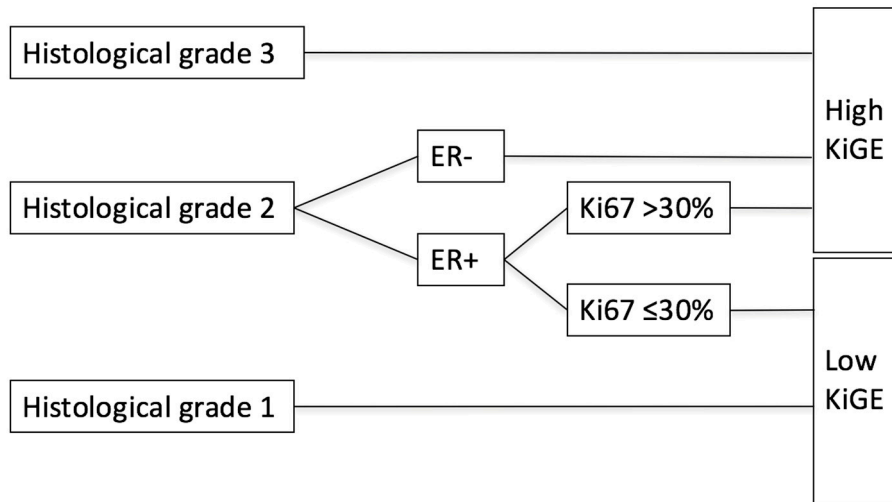 Histological grade 3
High
KiGE
ER-
Histological grade 2
Ki67 >30%
ER+
Ki67 ≤30%
Low
KiGE
Histological grade 1